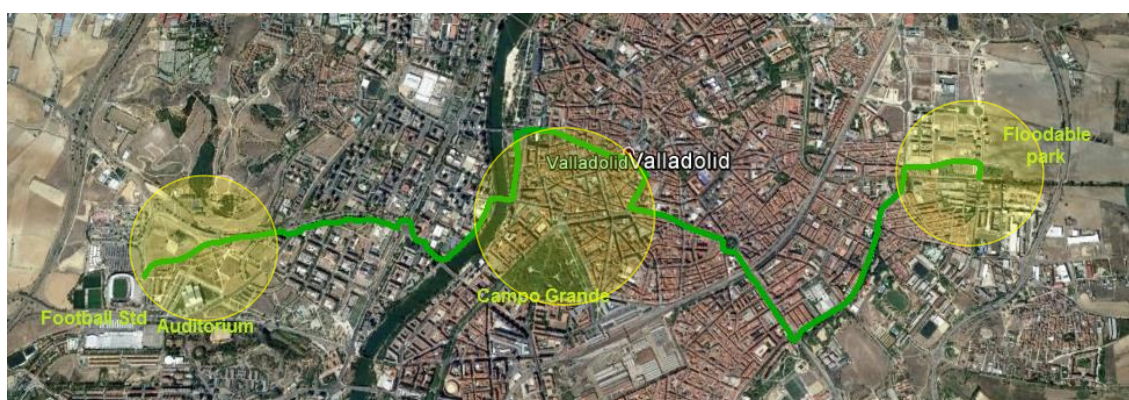 Valladolid
Valladolid
Floodable
park
Campo Grande
Football Std
Auditorium